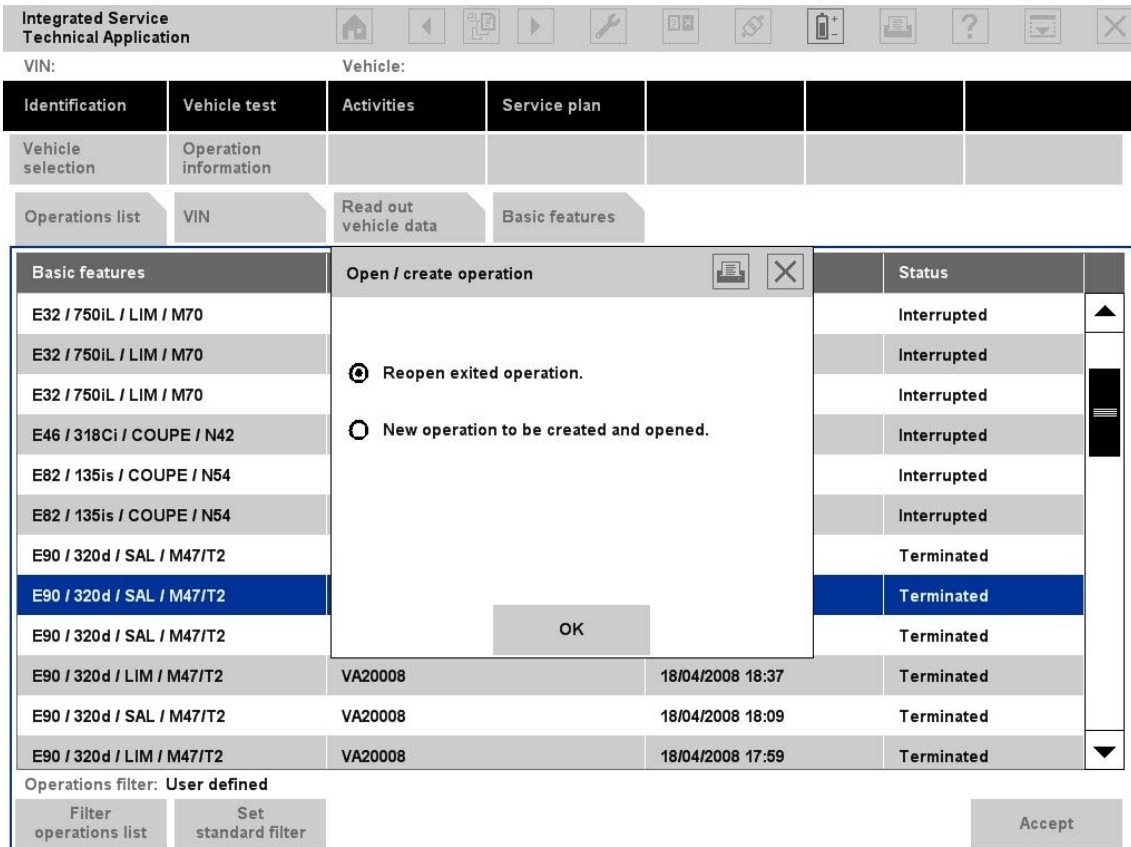 Integrated Service
Technical Application
VIN:
Vehicle:
Identification
Vehicle test
Activities
Service plan
Vehicle
selection
Operation
information
Operations list
VIN
Read out
vehicle data
Basic features
Basic features
Status
Open / create operation
Reopen exited operation.
New operation to be created and opened.
OK
E32 / 750iL / LIM / M70
Interrupted
E32 / 750iL / LIM / M70
Interrupted
E32 / 750iL / LIM / M70
Interrupted
E46 / 318Ci / COUPE / N42
Interrupted
E82 / 135is / COUPE / N54
Interrupted
E82 / 135is / COUPE / N54
Interrupted
E90 / 320d / SAL / M47/T2
Terminated
E90 / 320d / SAL / M47/T2
Terminated
E90 / 320d / SAL / M47/T2
Terminated
E90 / 320d / LIM / M47/T2 VA20008 18/04/2008 18:37 Terminated
E90 / 320d / SAL / M47/T2 VA20008 18/04/2008 18:09 Terminated
E90 / 320d / LIM / M47/T2 VA20008 18/04/2008 17:59 Terminated
Operations filter: User defined
Filter
operations list
Set
standard filter
Accept